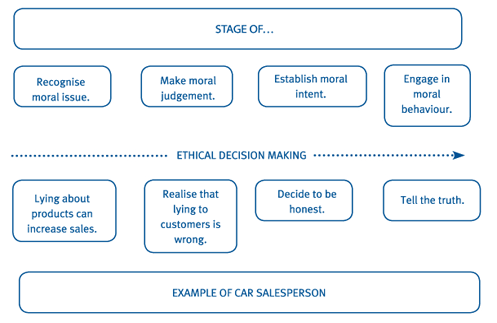 STAGE OF...
Recognise
moral issue.
Make moral
judgement.
Establish moral
intent.
Engage in
moral
behaviour.
ETHICAL DECISION MAKING
Lying about
products can
increase sales.
Realise that
lying to
customers is
wrong.
Decide to be
honest.
Tell the truth.
EXAMPLE OF CAR SALESPERSON